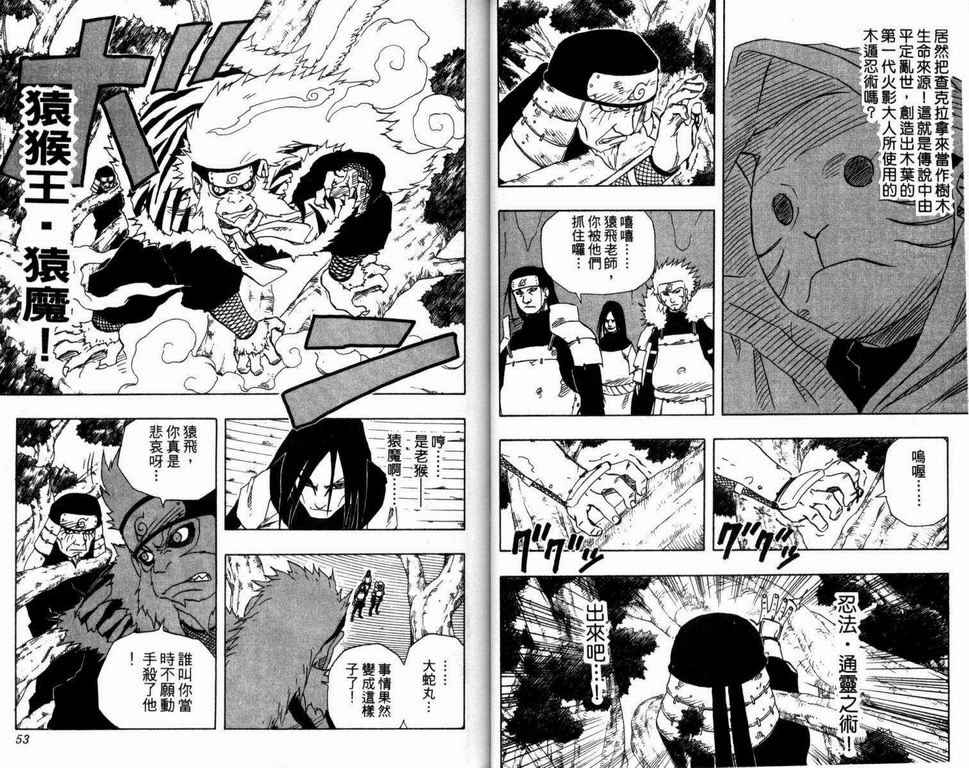 居然把查克拉拿來當作樹木
生命來源！這就是傳說中由
平定亂世，創造出木葉的
第一代火影大人所使用的
木遁忍術嗎？
嘻嘻……
猿飛老師，
你被他們
抓住囉…
嗚喔……
グググッ
グググッ
忍法．通靈之術！
出來吧…！
ボン
猿猴王．猿魔！
哼……
是老猴——
猿魔啊……
……
大蛇丸
事情果然
變成這樣
子了！
猿飛，
你真是
悲哀呀…
誰叫你當
時不願動
手殺了他
！
53